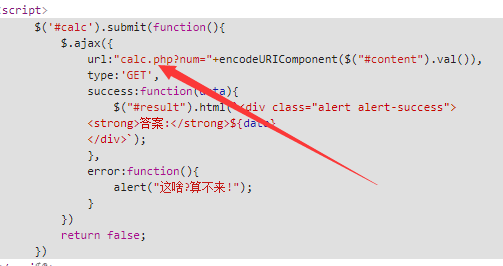 <script>
$('#calc').submit(function(){
$.ajax({
url:"calc.php?num="+encodeURIComponent($("#content").val()),
type:'GET',
success:function(data){
$("#result").html(`<div class="alert alert-success">
<strong>答案:</strong>${data}
</div>`);
},
error:function(){
alert("这啥?算不来!");
}
})
return false;
})